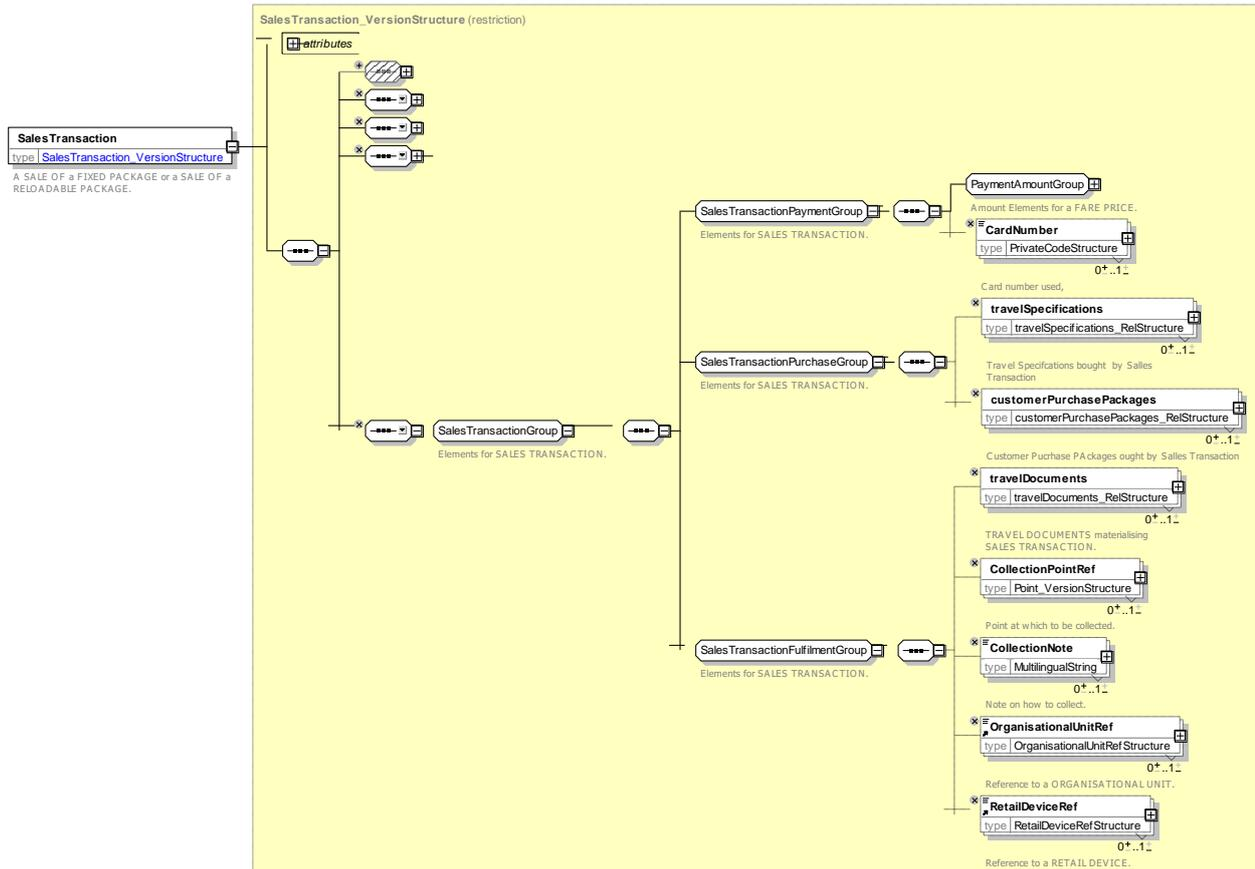 SalesTransaction_VersionStructure (restriction)
attributes
SalesTransaction
type SalesTransaction_VersionStructure
A SALE OF a FIXED PACKAGE or a SALE OF a
RELOADABLE PACKAGE.
PaymentAmountGroup
Amount Elements for a FARE PRICE.
SalesTransactionPaymentGroup
Elements for SALES TRANSACTION.
CardNumber
type PrivateCodeStructure
0..1
Card number used,
travelSpecifications
type travelSpecifications_RelStructure
0..1
Travel Specifcations bought by Salles
Transaction
SalesTransactionPurchaseGroup
Elements for SALES TRANSACTION.
customerPurchasePackages
type customerPurchasePackages_RelStructure
0..1
Customer Pucrhase PAckages ought by Salles Transaction
SalesTransactionGroup
Elements for SALES TRANSACTION.
travelDocuments
type travelDocuments_RelStructure
0..1
TRAVEL DOCUMENTS materialising
SALES TRANSACTION.
CollectionPointRef
type Point_VersionStructure
0..1
Point at which to be collected.
SalesTransactionFulfilmentGroup
Elements for SALES TRANSACTION.
CollectionNote
type MultilingualString
0..1
Note on how to collect.
OrganisationalUnitRef
type OrganisationalUnitRefStructure
0..1
Reference to a ORGANISATIONAL UNIT.
RetailDeviceRef
type RetailDeviceRefStructure
0..1
Reference to a RETAIL DEVICE.